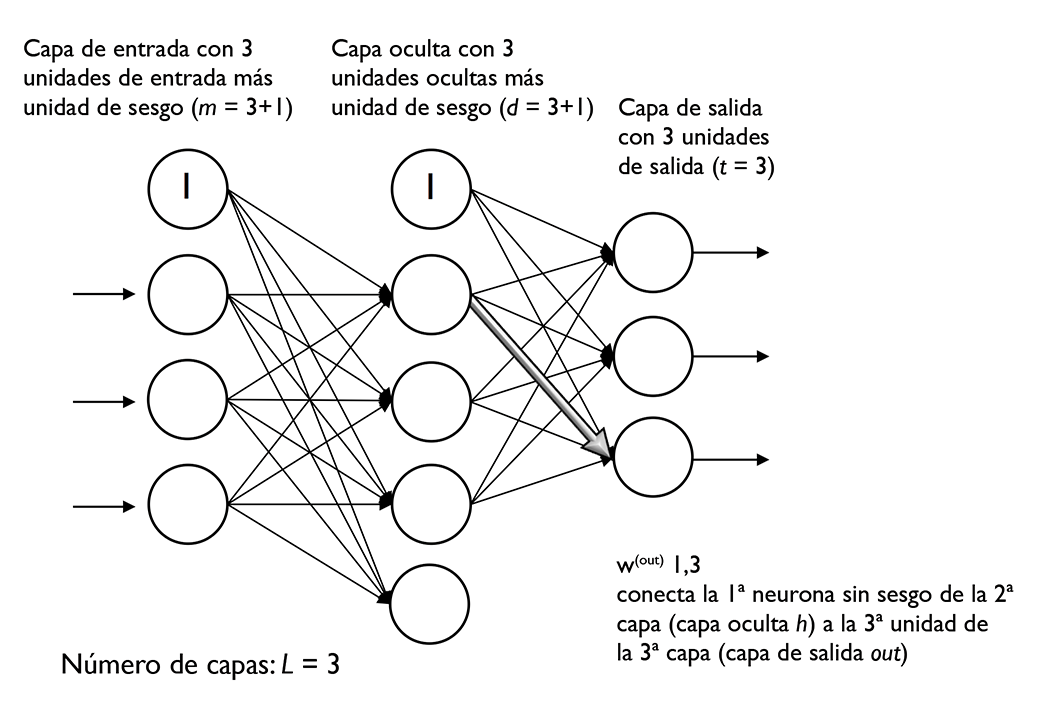 Capa de entrada con 3
unidades de entrada más
unidad de sesgo (m = 3+1)
Capa oculta con 3
unidades ocultas más
unidad de sesgo (d = 3+1)
Capa de salida
con 3 unidades
de salida (t = 3)
1
1
w(out) 1,3
conecta la 1ª neurona sin sesgo de la 2ª
capa (capa oculta h) a la 3ª unidad de
la 3ª capa (capa de salida out)
Número de capas: L = 3